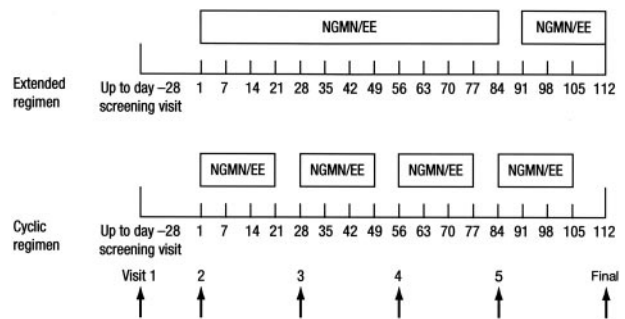 NGMN/EE NGMN/EE
Extended
regimen
Up to day –28
screening visit
1 7 14 21 28 35 42 49 56 63 70 77 84 91 98 105 112
NGMN/EE NGMN/EE NGMN/EE NGMN/EE
Cyclic
regimen
Up to day –28
screening visit
1 7 14 21 28 35 42 49 56 63 70 77 84 91 98 105 112
Visit 1 2 3 4 5 Final